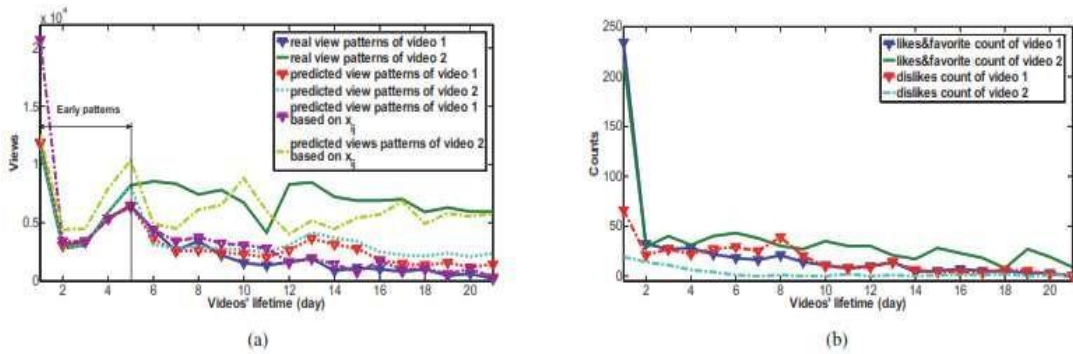 x 10^4
2
1.5
1
0.5
0
Views
Early patterns
real view patterns of video 1
real view patterns of video 2
predicted view patterns of video 1
predicted view patterns of video 2
predicted view patterns of video 1
based on x_ij
predicted views patterns of video 2
based on x_ij
2 4 6 8 10 12 14 16 18 20
Videos' lifetime (day)
(a)
250
200
150
100
50
0
Counts
likes&favorite count of video 1
likes&favorite count of video 2
dislikes count of video 1
dislikes count of video 2
2 4 6 8 10 12 14 16 18 20
Videos' lifetime (day)
(b)